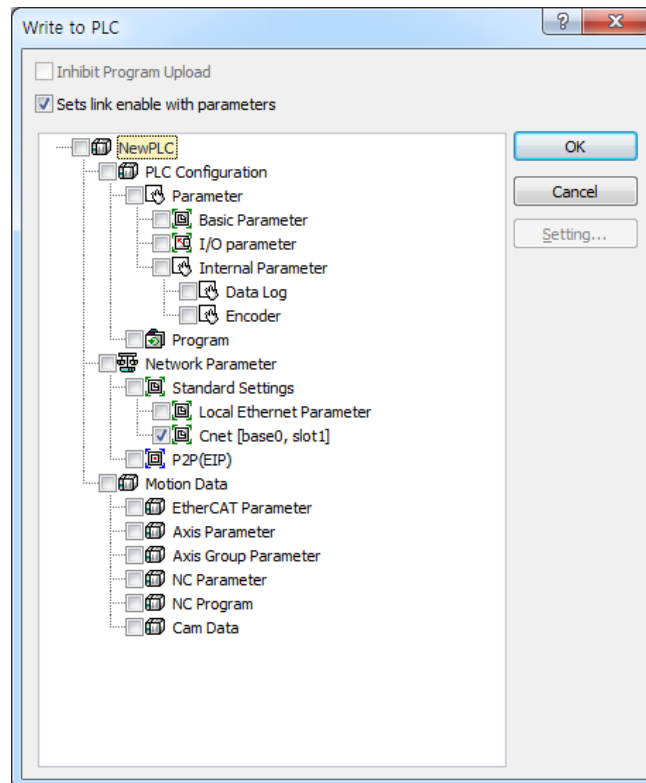 Write to PLC
Inhibit Program Upload
Sets link enable with parameters
NewPLC
PLC Configuration
Parameter
Basic Parameter
I/O parameter
Internal Parameter
Data Log
Encoder
Program
Network Parameter
Standard Settings
Local Ethernet Parameter
Cnet [base0, slot1]
P2P(EIP)
Motion Data
EtherCAT Parameter
Axis Parameter
Axis Group Parameter
NC Parameter
NC Program
Cam Data
OK
Cancel
Setting...